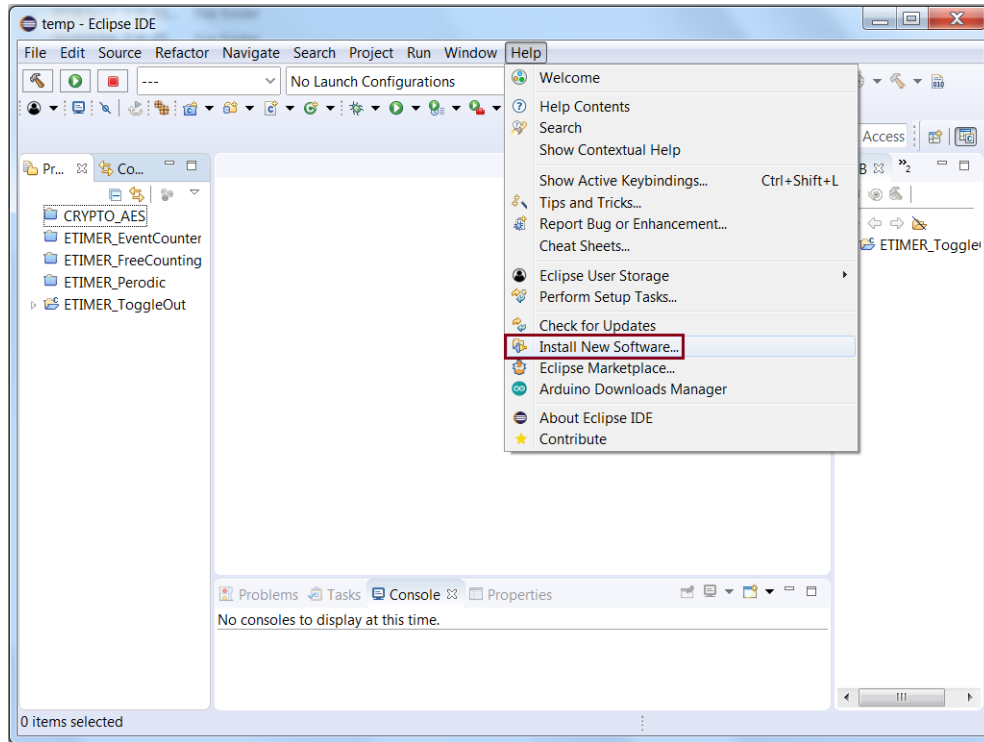 temp - Eclipse IDE
File Edit Source Refactor Navigate Search Project Run Window Help
--- No Launch Configurations
Access
Pr... Co...
B »2
CRYPTO_AES
ETIMER_EventCounter
ETIMER_FreeCounting
ETIMER_Perodic
ETIMER_ToggleOut
Welcome
Help Contents
Search
Show Contextual Help
Show Active Keybindings... Ctrl+Shift+L
Tips and Tricks...
Report Bug or Enhancement...
Cheat Sheets...
Eclipse User Storage
Perform Setup Tasks...
Check for Updates
Install New Software...
Eclipse Marketplace...
Arduino Downloads Manager
About Eclipse IDE
Contribute
ETIMER_Toggle
Problems Tasks Console Properties
No consoles to display at this time.
0 items selected